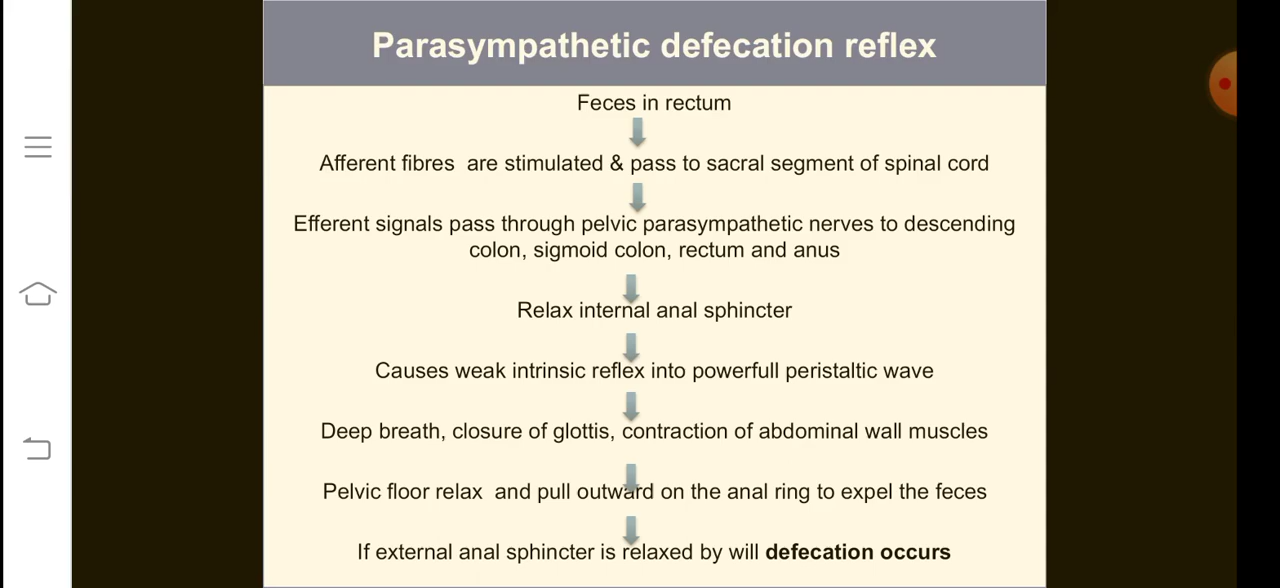 Parasympathetic defecation reflex
Feces in rectum
Afferent fibres are stimulated & pass to sacral segment of spinal cord
Efferent signals pass through pelvic parasympathetic nerves to descending
colon, sigmoid colon, rectum and anus
Relax internal anal sphincter
Causes weak intrinsic reflex into powerfull peristaltic wave
Deep breath, closure of glottis, contraction of abdominal wall muscles
Pelvic floor relax and pull outward on the anal ring to expel the feces
If external anal sphincter is relaxed by will defecation occurs